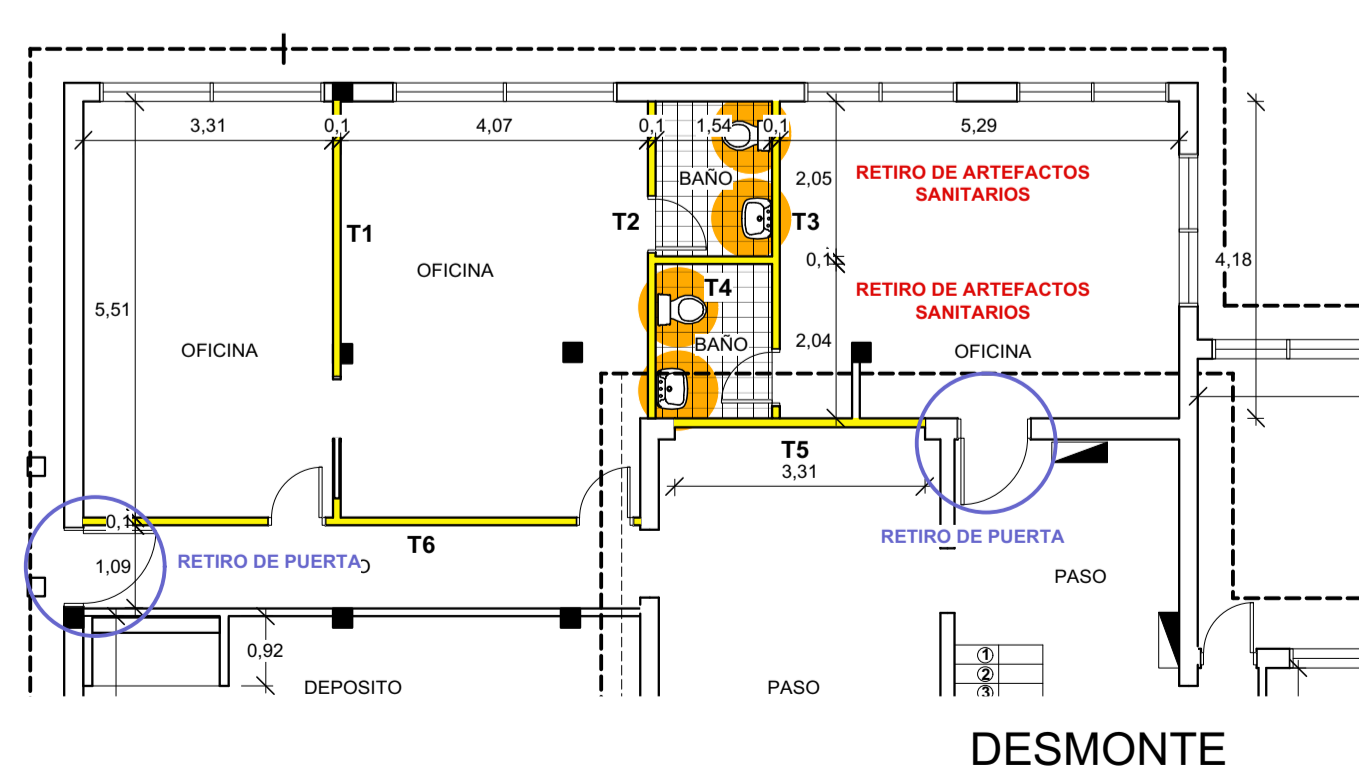 3,31
0,1
4,07
0,1
1,54
0,1
5,29
BAÑO
2,05
RETIRO DE ARTEFACTOS
SANITARIOS
T1
T2
T3
OFICINA
0,1
4,18
T4
RETIRO DE ARTEFACTOS
SANITARIOS
5,51
OFICINA
BAÑO
2,04
OFICINA
T5
3,31
0,1
T6
RETIRO DE PUERTA
RETIRO DE PUERTA
1,09
PASO
0,92
1
2
3
DEPOSITO
PASO
DESMONTE